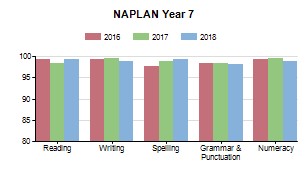 NAPLAN Year 7
2016 2017 2018
100
95
90
85
80
Reading Writing Spelling Grammar & Punctuation Numeracy